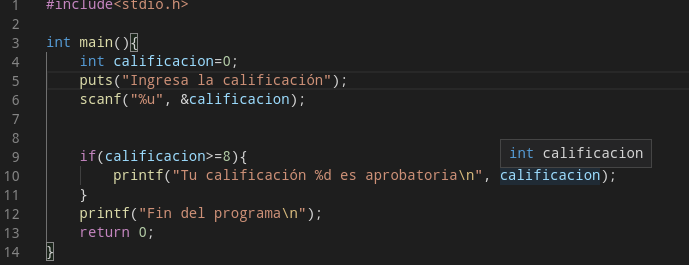 1 #include<stdio.h>
2
3 int main(){
4 int calificacion=0;
5 puts("Ingresa la calificación");
6 scanf("%u", &calificacion);
7
8
9 if(calificacion>=8){
int calificacion
10 printf("Tu calificación %d es aprobatoria\n", calificacion);
11 }
12 printf("Fin del programa\n");
13 return 0;
14 }